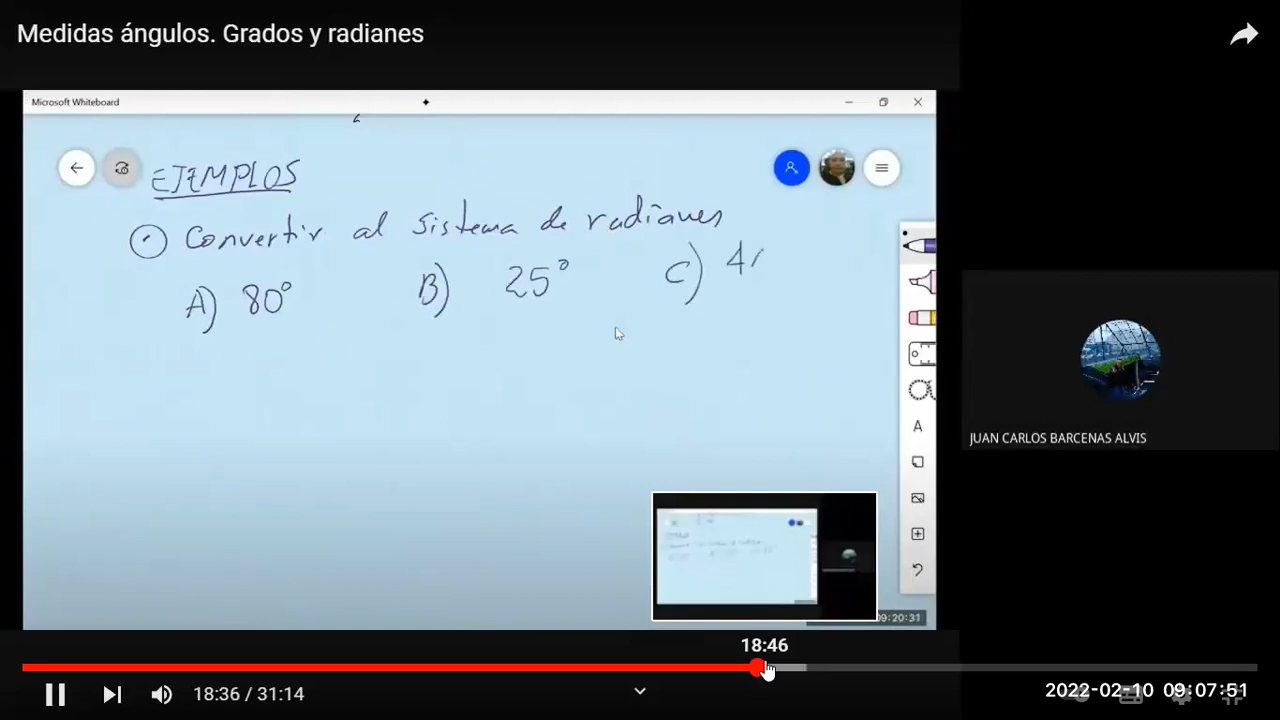 Medidas ángulos. Grados y radianes
Microsoft Whiteboard
EJEMPLOS
Convertir al sistema de radianes
A) 80° B) 25° C) 4
JUAN CARLOS BARCENAS ALVIS
A
09:20:31
18:46
18:36 / 31:14
2022-02-10 09:07:51